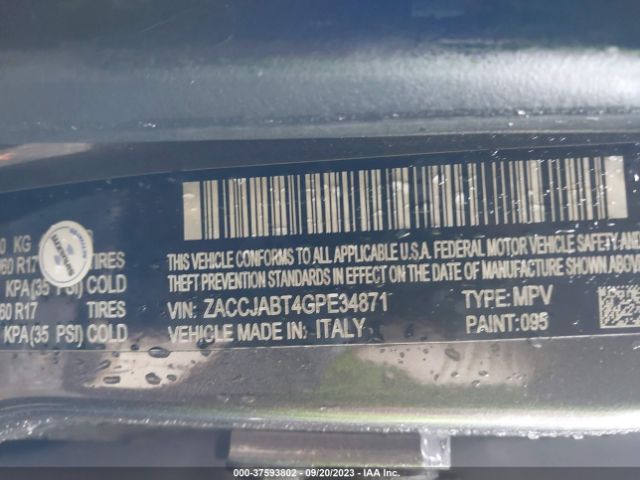 0 KG
60 R17 TIRES
KPA(35 PSI) COLD
60 R17 TIRES
KPA(35 PSI) COLD
THIS VEHICLE CONFORMS TO ALL APPLICABLE U.S.A. FEDERAL MOTOR VEHICLE SAFETY AN
THEFT PREVENTION STANDARDS IN EFFECT ON THE DATE OF MANUFACTURE SHOWN
VIN: ZACCJABT4GPE34871 TYPE: MPV
VEHICLE MADE IN: ITALY PAINT: 095
000-37593802 - 09/20/2023 - IAA Inc.